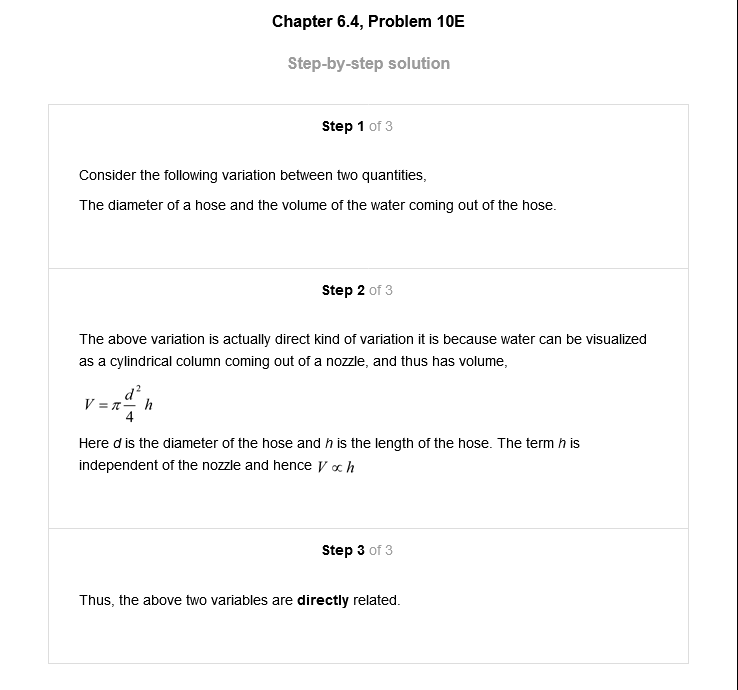 Chapter 6.4, Problem 10E
Step-by-step solution
Step 1 of 3
Consider the following variation between two quantities,
The diameter of a hose and the volume of the water coming out of the hose.
Step 2 of 3
The above variation is actually direct kind of variation it is because water can be visualized
as a cylindrical column coming out of a nozzle, and thus has volume,
V = π d²/4 h
Here d is the diameter of the hose and h is the length of the hose. The term h is
independent of the nozzle and hence V ∝ h
Step 3 of 3
Thus, the above two variables are directly related.